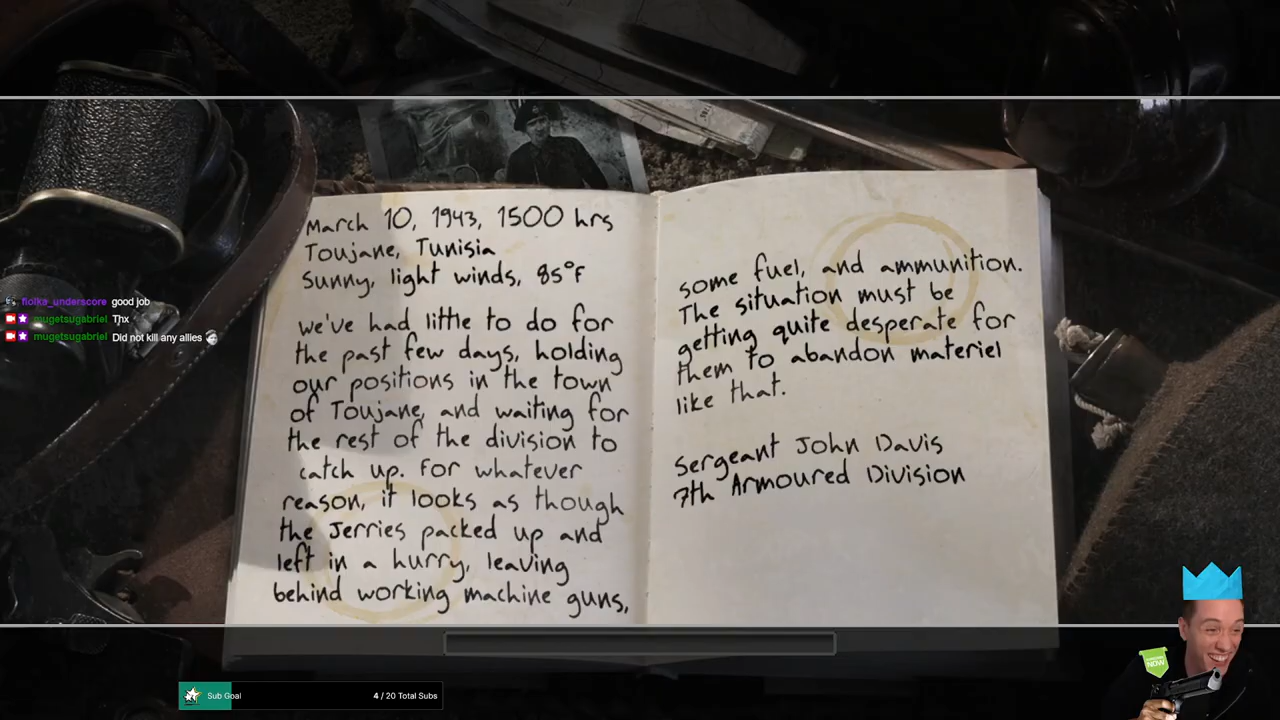 March 10, 1943, 1500 hrs
Toujane, Tunisia
Sunny, light winds, 85°F
we've had little to do for
the past few days, holding
our positions in the town
of Toujane, and waiting for
the rest of the division to
catch up. For whatever
reason, it looks as though
the Jerries packed up and
left in a hurry, leaving
behind working machine guns,
some fuel, and ammunition.
The situation must be
getting quite desperate for
them to abandon materiel
like that.
Sergeant John Davis
7th Armoured Division
fiolka_underscore good job
mugetsugabriel Thx
mugetsugabriel Did not kill any allies
Sub Goal
4 / 20 Total Subs
NOW